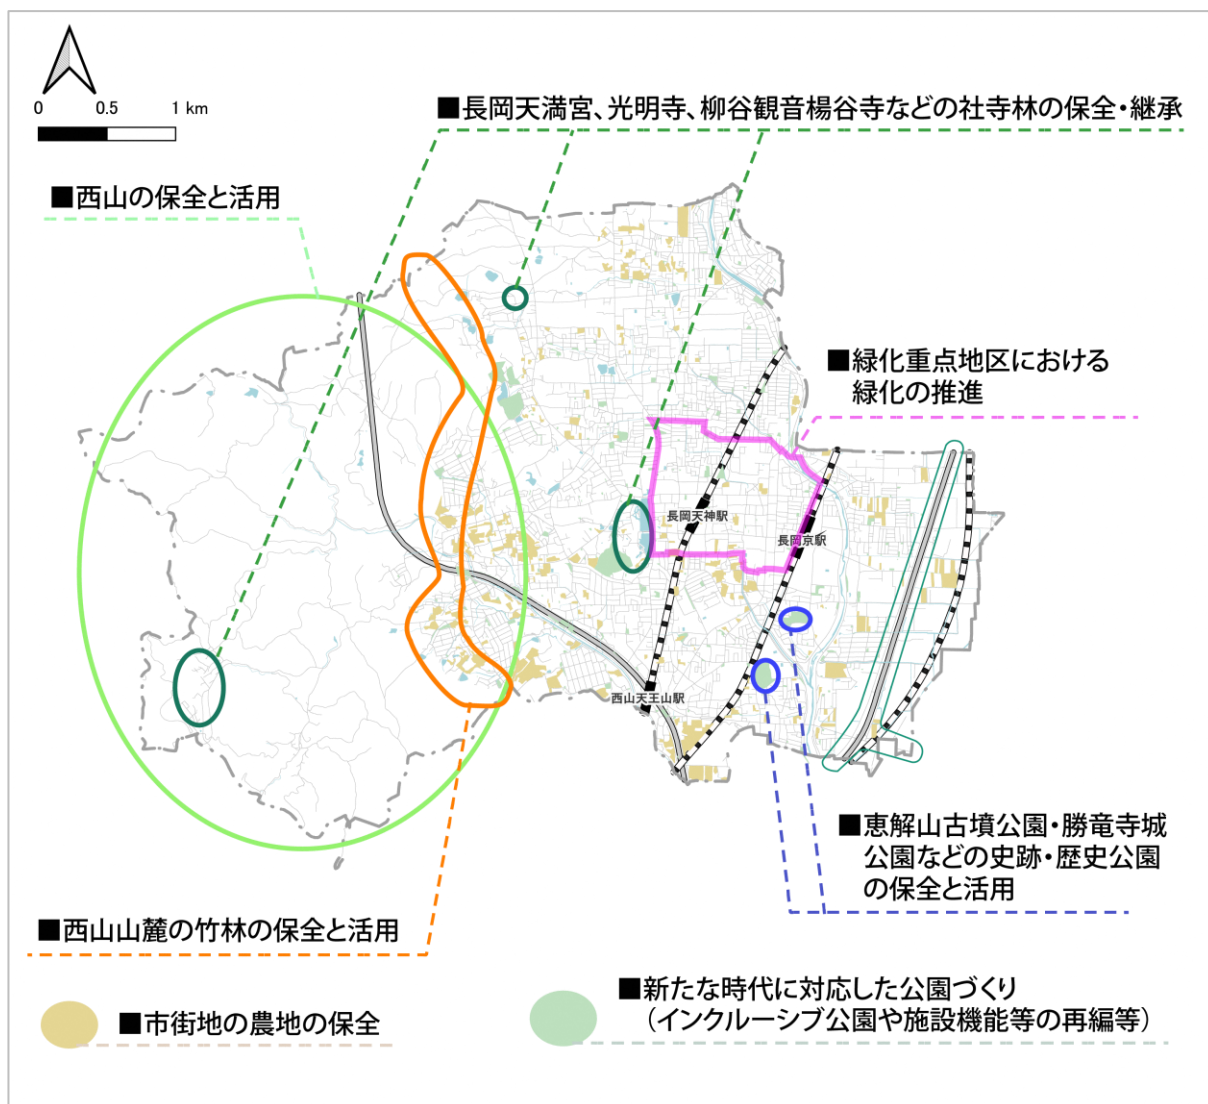 0 0.5 1 km
■長岡天満宮、光明寺、柳谷観音楊谷寺などの社寺林の保全・継承
■西山の保全と活用
■緑化重点地区における
緑化の推進
長岡天神駅
長岡京駅
西山天王山駅
■恵解山古墳公園・勝竜寺城
公園などの史跡・歴史公園
の保全と活用
■西山山麓の竹林の保全と活用
■新たな時代に対応した公園づくり
（インクルーシブ公園や施設機能等の再編等）
■市街地の農地の保全